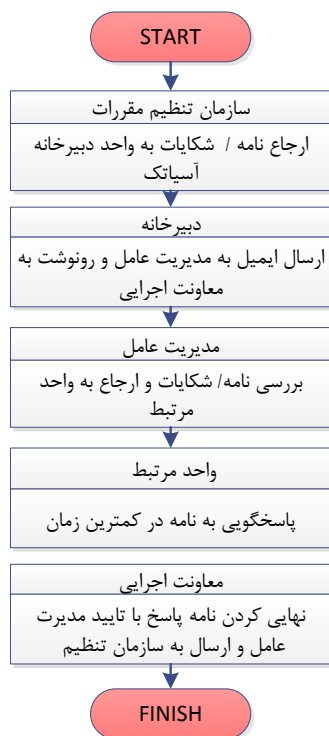 START
سازمان تنظیم مقررات
ارجاع نامه / شکایات به واحد دبیرخانه
آسیاتک
دبیرخانه
ارسال ایمیل به مدیریت عامل و رونوشت به
معاونت اجرایی
مدیریت عامل
بررسی نامه/ شکایات و ارجاع به واحد
مرتبط
واحد مرتبط
پاسخگویی به نامه در کمترین زمان
معاونت اجرایی
نهایی کردن نامه پاسخ با تایید مدیرت
عامل و ارسال به سازمان تنظیم
FINISH